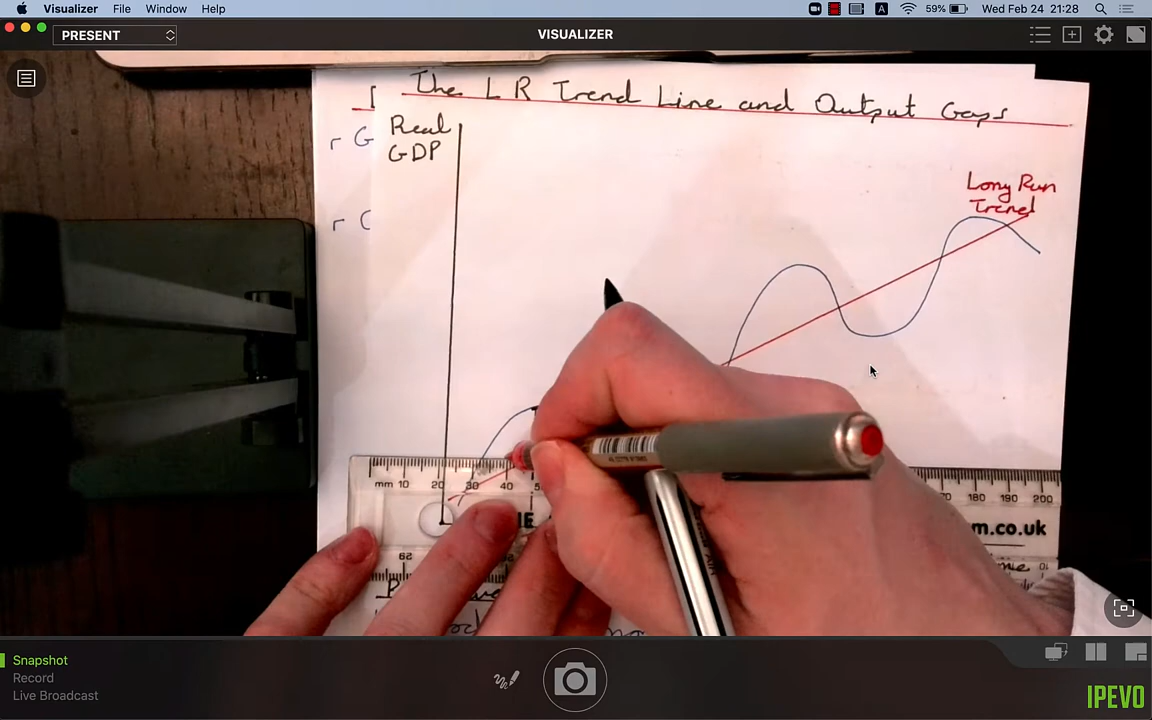 Visualizer File Window Help
59%
Wed Feb 24 21:28
PRESENT
VISUALIZER
The LR Trend Line and Output Gaps
Real
GDP
r G
Long Run
Trend
mm 10 20 30 40
180 190 200
m.co.uk
Snapshot
Record
Live Broadcast
IPEVO